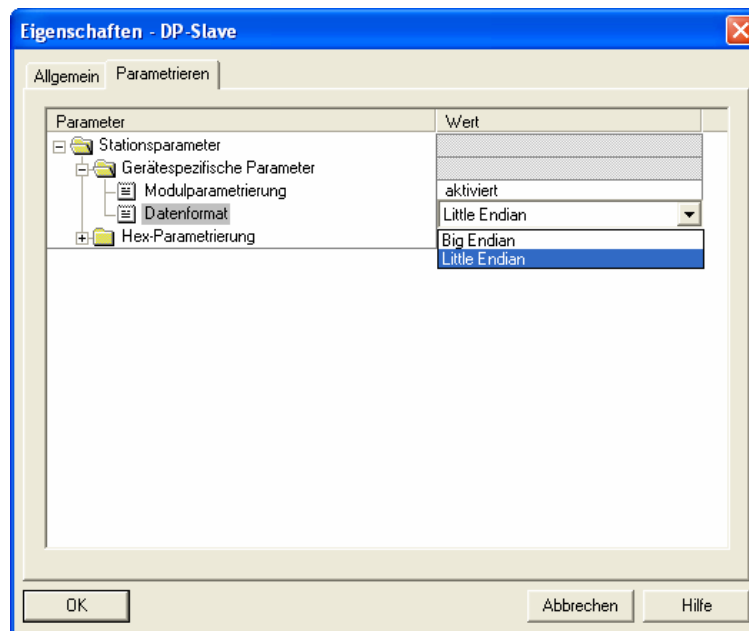 Eigenschaften - DP-Slave
Allgemein Parametrieren
Parameter Wert
Stationsparameter
Gerätespezifische Parameter
Modulparametrierung aktiviert
Datenformat Little Endian
Hex-Parametrierung Big Endian
Little Endian
OK Abbrechen Hilfe